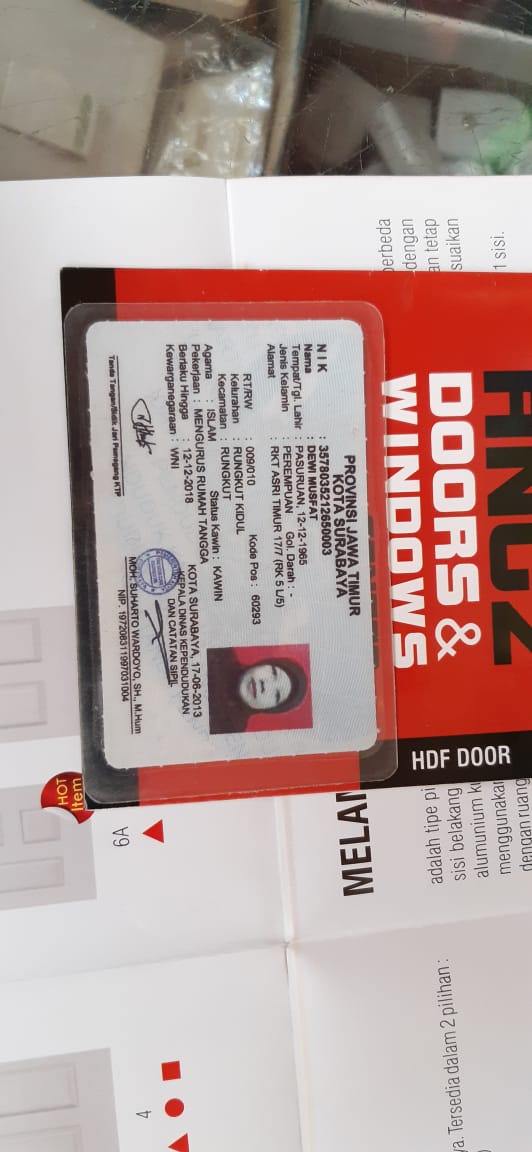 PROVINSI JAWA TIMUR
KOTA SURABAYA
NIK : 3578035212650003
Nama : DEWI MUSFAT
Tempat/Tgl. Lahir : PASURUAN, 12-12-1965
Jenis Kelamin : PEREMPUAN Gol. Darah : -
Alamat : RKT ASRI TIMUR 17/7 (RK 5 L/5)
RT/RW : 009/010 Kode Pos : 60293
Kelurahan : RUNGKUT KIDUL
Kecamatan : RUNGKUT
Agama : ISLAM Status Kawin : KAWIN
Pekerjaan : MENGURUS RUMAH TANGGA
Berlaku Hingga : 12-12-2018
Kewarganegaraan : WNI
KOTA SURABAYA, 17-06-2013
KEPALA DINAS KEPENDUDUKAN
DAN CATATAN SIPIL
Tanda Tangan/Sidik Jari Pemegang KTP
MOH. SUHARTO WARDOYO, SH., M.Hum
NIP. 197208311997031004
DOORS &
WINDOWS
HDF DOOR
berbeda
dengan
an tetap
suaikan
1 sisi.
adalah tipe pi
sisi belakang
alumunium k
menggunakan
dengan ruang
ya. Tersedia dalam 2 pilihan :
HOT
Item
6A
4